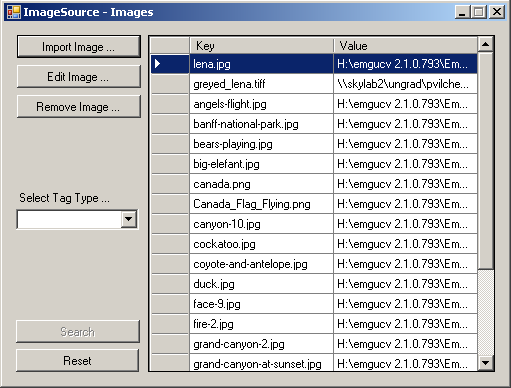 ImageSource - Images
Import Image ...
Edit Image ...
Remove Image ...
Select Tag Type ...
Search
Reset
Key Value
lena.jpg H:\emgucv 2.1.0.793\Em...
greyed_lena.tiff \\skylab2\ungrad\pvilche...
angels-flight.jpg H:\emgucv 2.1.0.793\Em...
banff-national-park.jpg H:\emgucv 2.1.0.793\Em...
bears-playing.jpg H:\emgucv 2.1.0.793\Em...
big-elefant.jpg H:\emgucv 2.1.0.793\Em...
canada.png H:\emgucv 2.1.0.793\Em...
Canada_Flag_Flying.png H:\emgucv 2.1.0.793\Em...
canyon-10.jpg H:\emgucv 2.1.0.793\Em...
cockatoo.jpg H:\emgucv 2.1.0.793\Em...
coyote-and-antelope.jpg H:\emgucv 2.1.0.793\Em...
duck.jpg H:\emgucv 2.1.0.793\Em...
face-9.jpg H:\emgucv 2.1.0.793\Em...
fire-2.jpg H:\emgucv 2.1.0.793\Em...
grand-canyon-2.jpg H:\emgucv 2.1.0.793\Em...
grand-canyon-at-sunset.jpg H:\emgucv 2.1.0.793\Em...